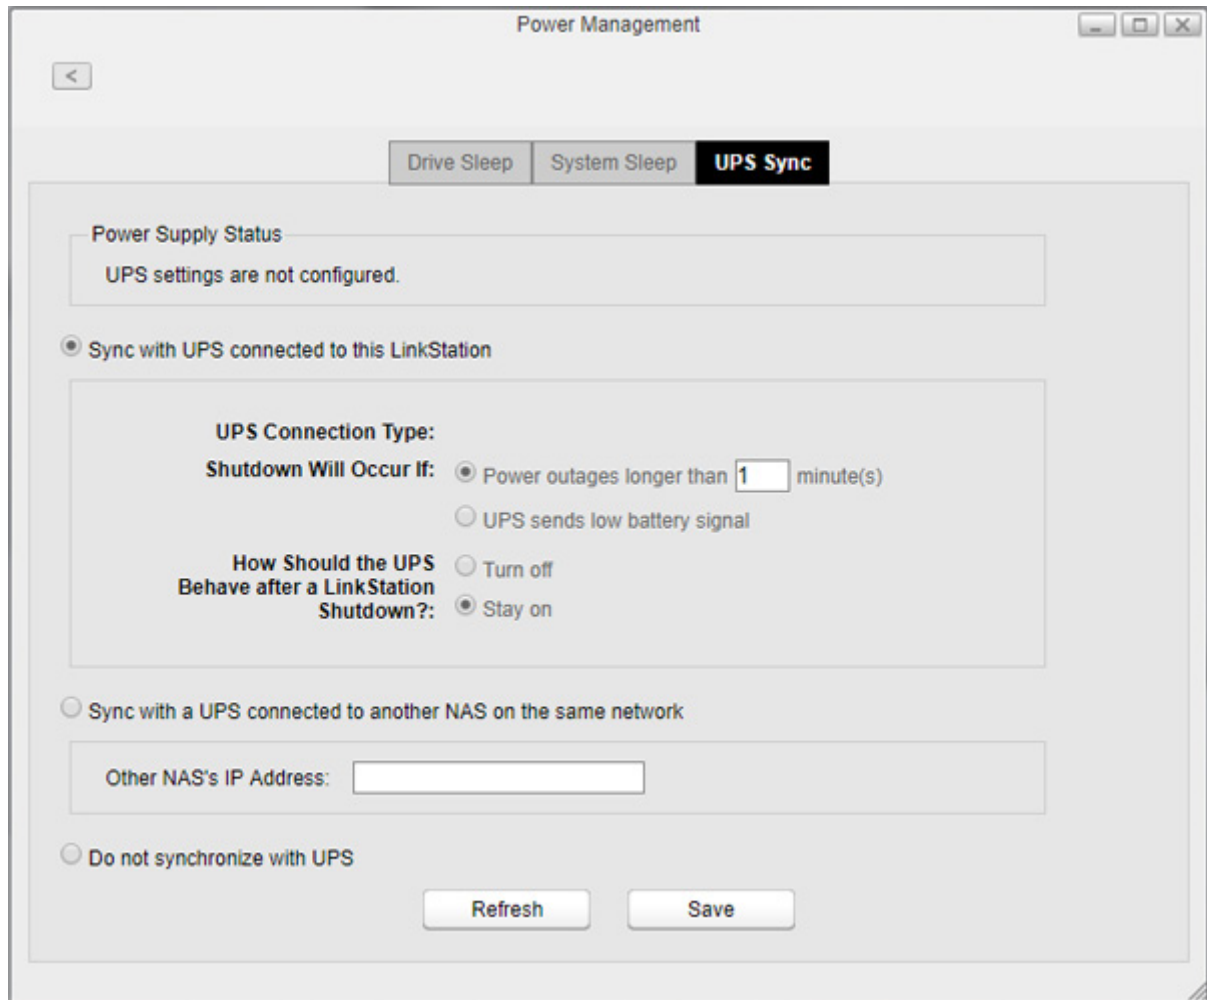 Power Management
<
Drive Sleep System Sleep UPS Sync
Power Supply Status
UPS settings are not configured.
Sync with UPS connected to this LinkStation
UPS Connection Type:
Shutdown Will Occur If: Power outages longer than 1 minute(s)
UPS sends low battery signal
How Should the UPS
Behave after a LinkStation
Shutdown?:
Turn off
Stay on
Sync with a UPS connected to another NAS on the same network
Other NAS's IP Address:
Do not synchronize with UPS
Refresh Save